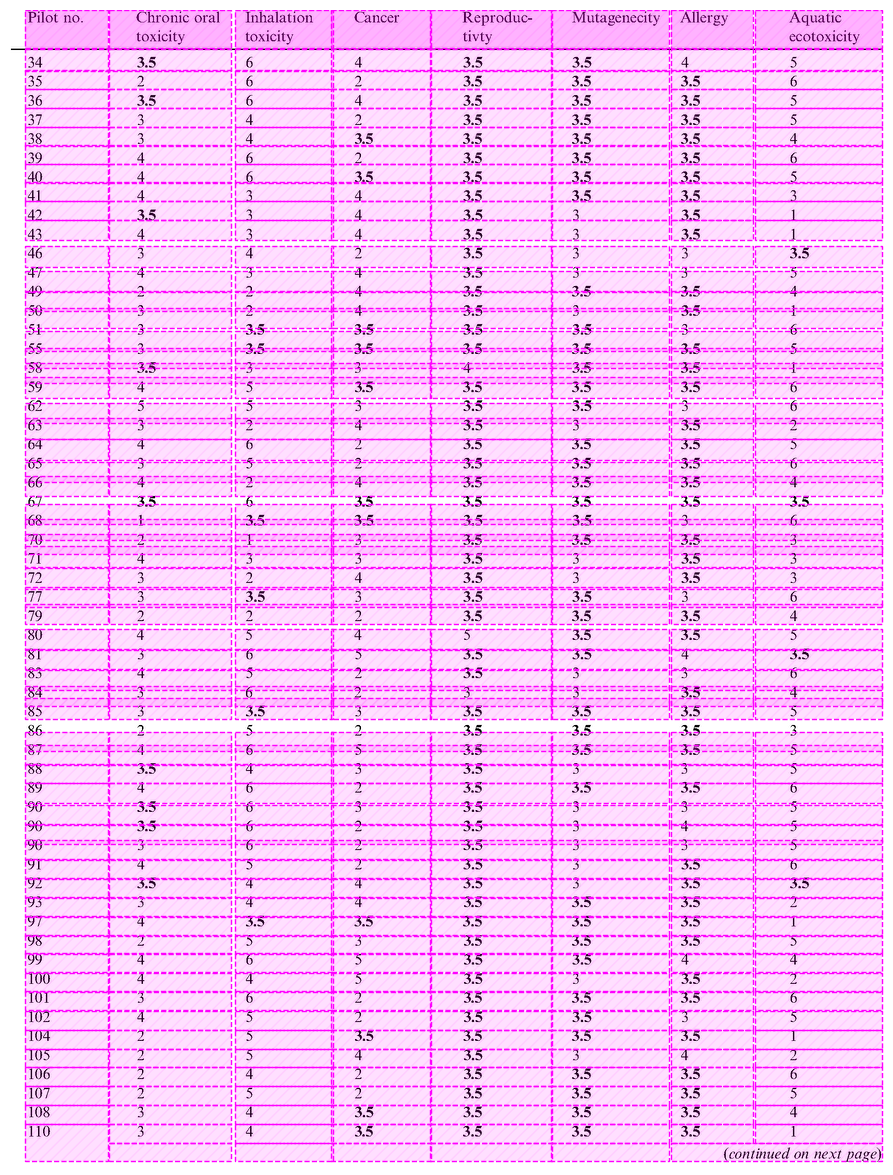 Pilot no. Chronic oral toxicity Inhalation toxicity Cancer Reproduc-tivty Mutagenecity Allergy Aquatic ecotoxicity
34 3.5 6 4 3.5 3.5 4 5
35 2 6 2 3.5 3.5 3.5 6
36 3.5 6 4 3.5 3.5 3.5 5
37 3 4 2 3.5 3.5 3.5 5
38 3 4 3.5 3.5 3.5 3.5 4
39 4 6 2 3.5 3.5 3.5 6
40 4 6 3.5 3.5 3.5 3.5 5
41 4 3 4 3.5 3.5 3.5 3
42 3.5 3 4 3.5 3 3.5 1
43 4 3 4 3.5 3 3.5 1
46 3 4 2 3.5 3 3 3.5
47 4 3 4 3.5 3 3 5
49 2 2 4 3.5 3.5 3.5 4
50 3 2 4 3.5 3 3.5 1
51 3 3.5 3.5 3.5 3.5 3 6
55 3 3.5 3.5 3.5 3.5 3.5 5
58 3.5 3 3 4 3.5 3.5 1
59 4 5 3.5 3.5 3.5 3.5 6
62 5 5 3 3.5 3.5 3 6
63 3 2 4 3.5 3 3.5 2
64 4 6 2 3.5 3.5 3.5 5
65 3 5 2 3.5 3.5 3.5 6
66 4 2 4 3.5 3.5 3.5 4
67 3.5 6 3.5 3.5 3.5 3.5 3.5
68 1 3.5 3.5 3.5 3.5 3 6
70 2 1 3 3.5 3.5 3.5 3
71 4 3 3 3.5 3 3.5 3
72 3 2 4 3.5 3 3.5 3
77 3 3.5 3 3.5 3.5 3 6
79 2 2 2 3.5 3.5 3.5 4
80 4 5 4 5 3.5 3.5 5
81 3 6 5 3.5 3.5 4 3.5
83 4 5 2 3.5 3 3 6
84 3 6 2 3 3 3.5 4
85 3 3.5 3 3.5 3.5 3.5 5
86 2 5 2 3.5 3.5 3.5 3
87 4 6 5 3.5 3.5 3.5 5
88 3.5 4 3 3.5 3 3 5
89 4 6 2 3.5 3.5 3.5 6
90 3.5 6 3 3.5 3 3 5
90 3.5 6 2 3.5 3 4 5
90 3 6 2 3.5 3 3 5
91 4 5 2 3.5 3 3.5 6
92 3.5 4 4 3.5 3 3.5 3.5
93 3 4 4 3.5 3.5 3.5 2
97 4 3.5 3.5 3.5 3.5 3.5 1
98 2 5 3 3.5 3.5 3.5 5
99 4 6 5 3.5 3.5 4 4
100 4 4 5 3.5 3 3.5 2
101 3 6 2 3.5 3.5 3.5 6
102 4 5 2 3.5 3.5 3 5
104 2 5 3.5 3.5 3.5 3.5 1
105 2 5 4 3.5 3 4 2
106 2 4 2 3.5 3.5 3.5 6
107 2 5 2 3.5 3.5 3.5 5
108 3 4 3.5 3.5 3.5 3.5 4
110 3 4 3.5 3.5 3.5 3.5 1
(continued on next page)